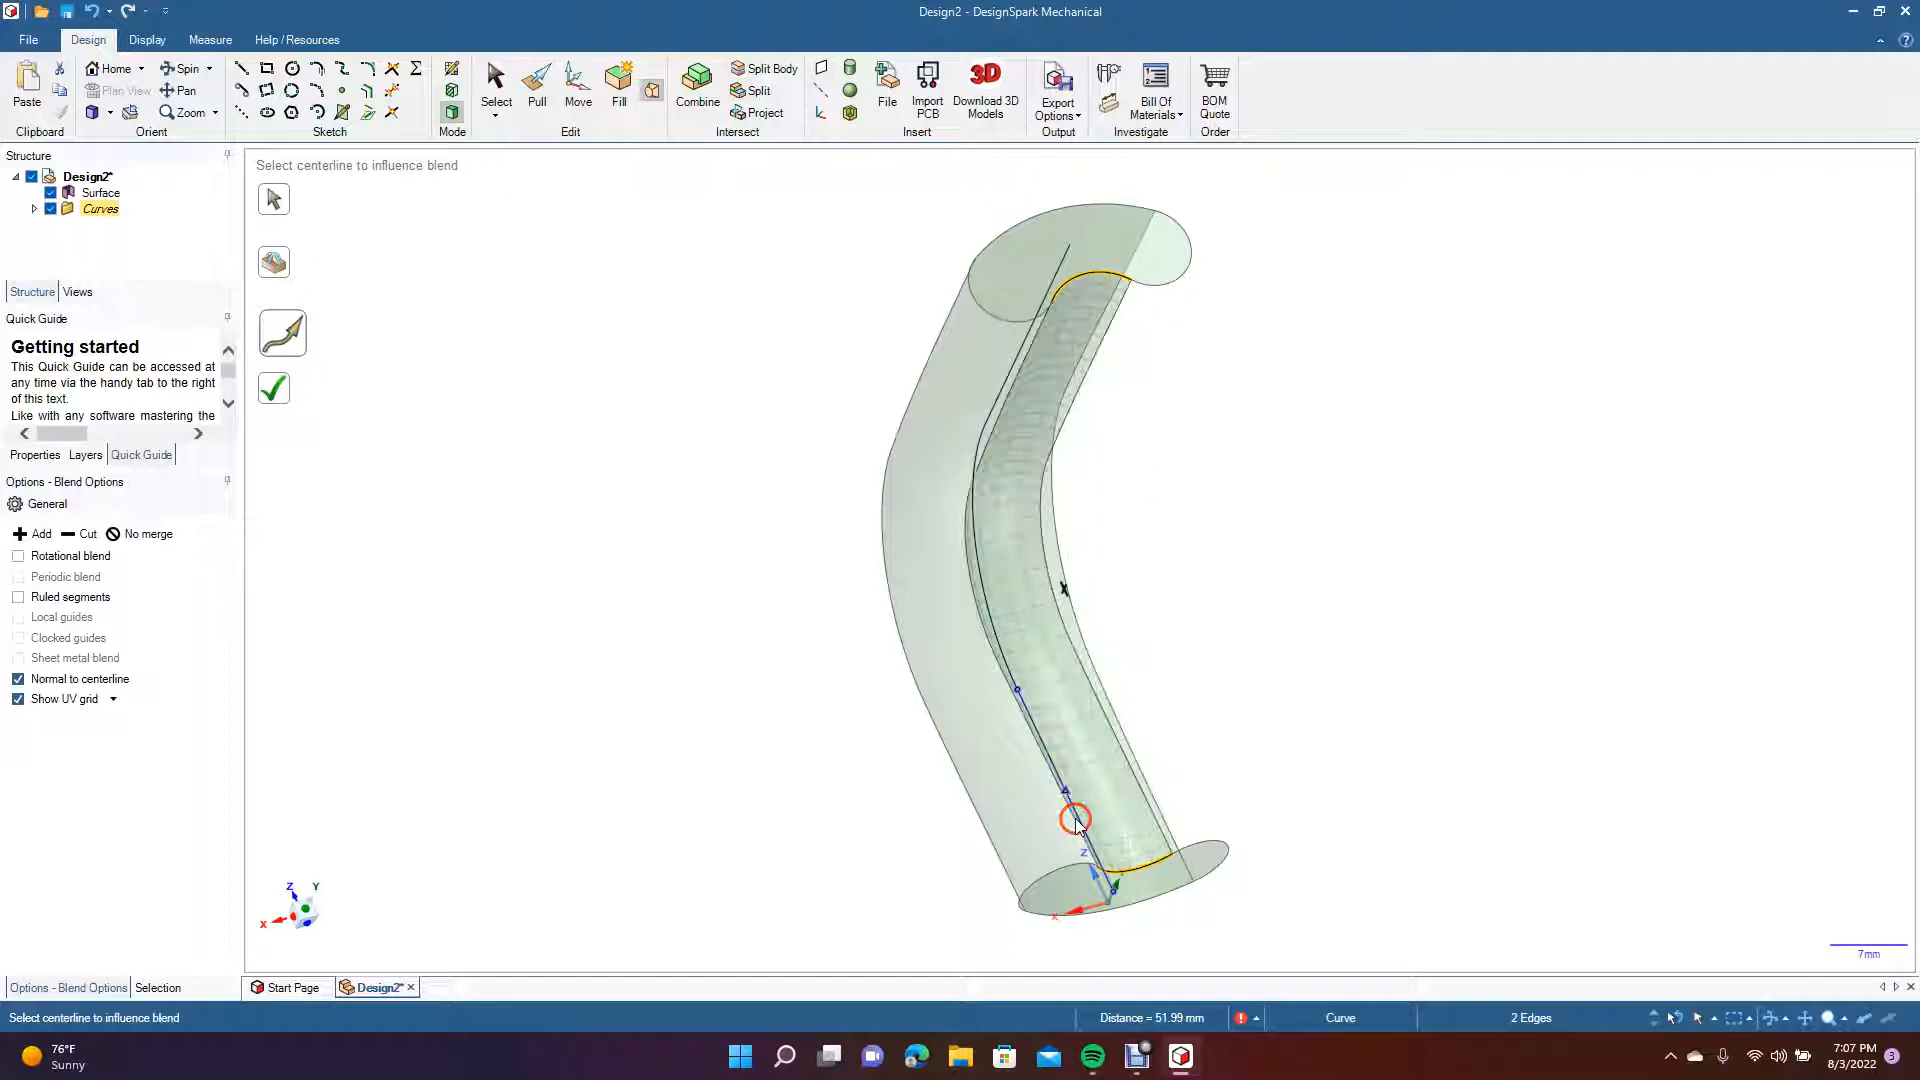 Design2 - DesignSpark Mechanical
File Design Display Measure Help / Resources
Paste
Clipboard
Home Spin
Plan View Pan
Zoom
Orient
Sketch
Mode
Select Pull Move Fill
Edit
Combine
Split Body
Split
Project
Intersect
File
Import PCB
Download 3D Models
3D
Insert
Export Options
Output
Bill Of Materials
Investigate
BOM Quote
Order
Structure
Design2*
Surface
Curves
Structure Views
Quick Guide
Getting started
This Quick Guide can be accessed at
any time via the handy tab to the right
of this text.
Like with any software mastering the
Properties Layers Quick Guide
Options - Blend Options
General
Add Cut No merge
Rotational blend
Periodic blend
Ruled segments
Local guides
Clocked guides
Sheet metal blend
Normal to centerline
Show UV grid
Select centerline to influence blend
Z
X
Z Y
X
7mm
Options - Blend Options Selection
Start Page Design2*
Select centerline to influence blend
Distance = 51.99 mm
Curve
2 Edges
76°F
Sunny
7:07 PM
8/3/2022
3